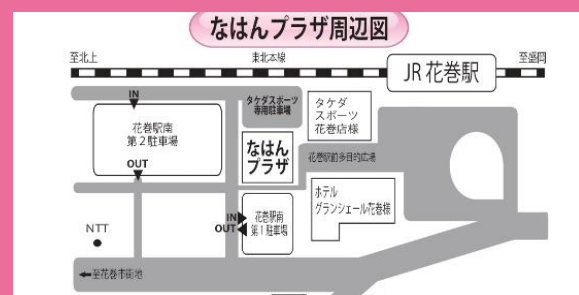 なはんプラザ周辺図
至北上
東北本線
JR花巻駅
至盛岡
IN
花巻駅南
第2駐車場
OUT
タケダスポーツ
専用駐車場
タケダ
スポーツ
花巻店様
なはん
プラザ
花巻駅前多目的広場
ホテル
グランシェール花巻様
IN
OUT
花巻駅南
第1駐車場
NTT
至花巻市街地